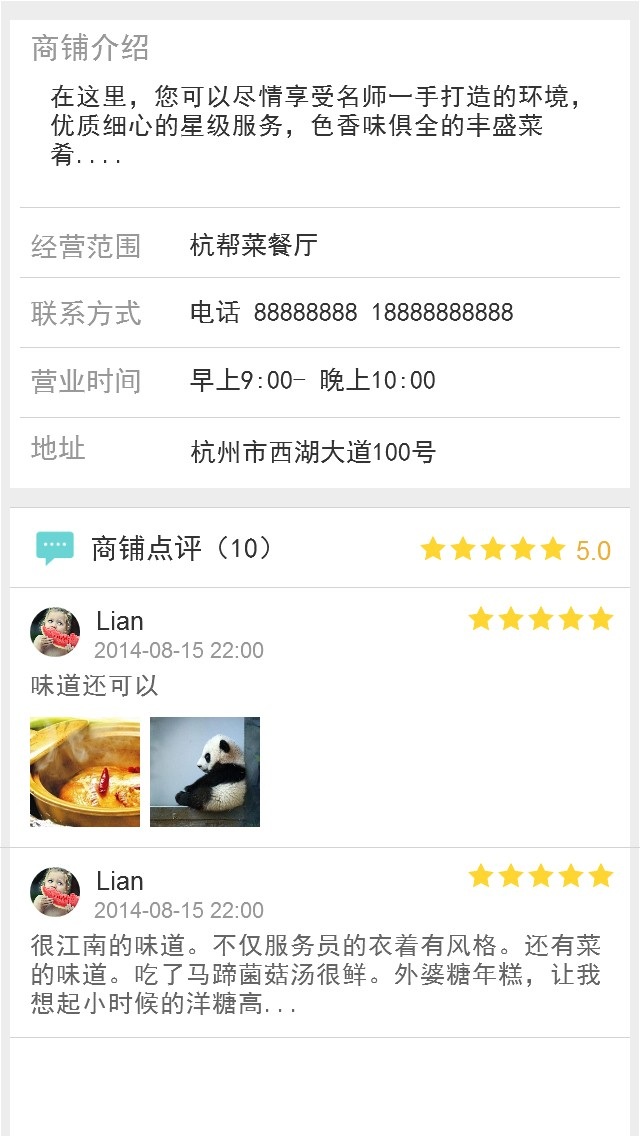 商铺介绍
在这里，您可以尽情享受名师一手打造的环境，
优质细心的星级服务，色香味俱全的丰盛菜
肴....
经营范围 杭帮菜餐厅
联系方式 电话 88888888 18888888888
营业时间 早上9:00- 晚上10:00
地址 杭州市西湖大道100号
商铺点评（10） 5.0
Lian
2014-08-15 22:00
味道还可以
Lian
2014-08-15 22:00
很江南的味道。不仅服务员的衣着有风格。还有菜
的味道。吃了马蹄菌菇汤很鲜。外婆糖年糕，让我
想起小时候的洋糖高...